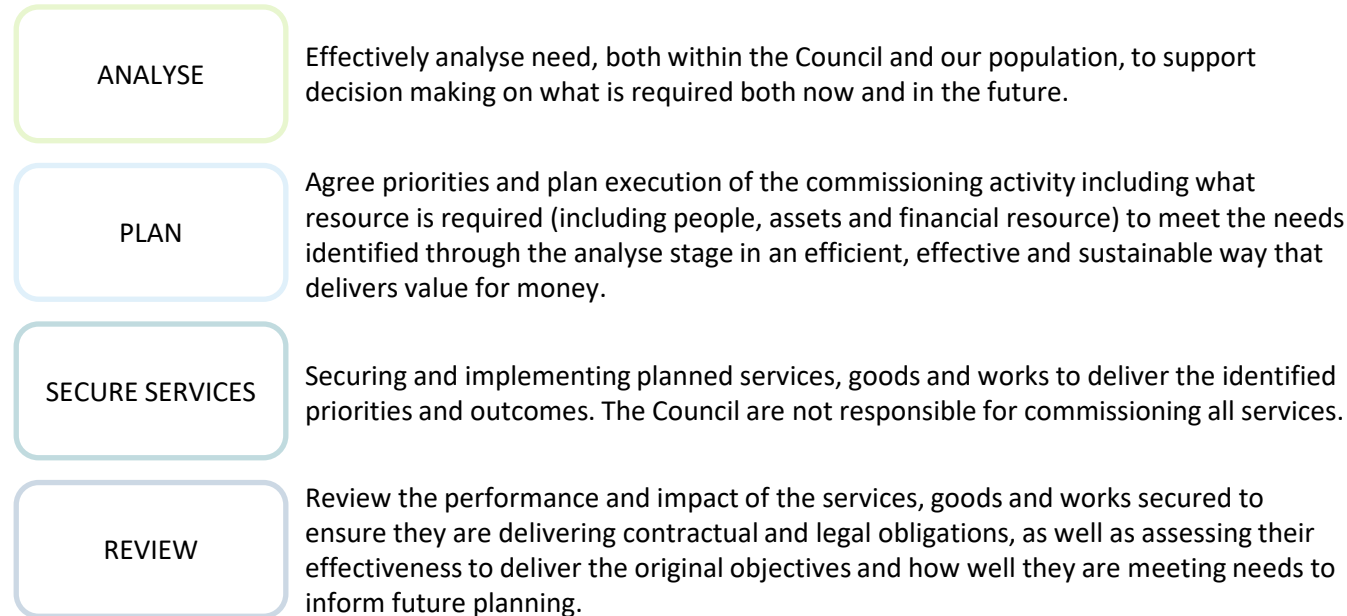 ANALYSE
Effectively analyse need, both within the Council and our population, to support
decision making on what is required both now and in the future.
PLAN
Agree priorities and plan execution of the commissioning activity including what
resource is required (including people, assets and financial resource) to meet the needs
identified through the analyse stage in an efficient, effective and sustainable way that
delivers value for money.
SECURE SERVICES
Securing and implementing planned services, goods and works to deliver the identified
priorities and outcomes. The Council are not responsible for commissioning all services.
REVIEW
Review the performance and impact of the services, goods and works secured to
ensure they are delivering contractual and legal obligations, as well as assessing their
effectiveness to deliver the original objectives and how well they are meeting needs to
inform future planning.